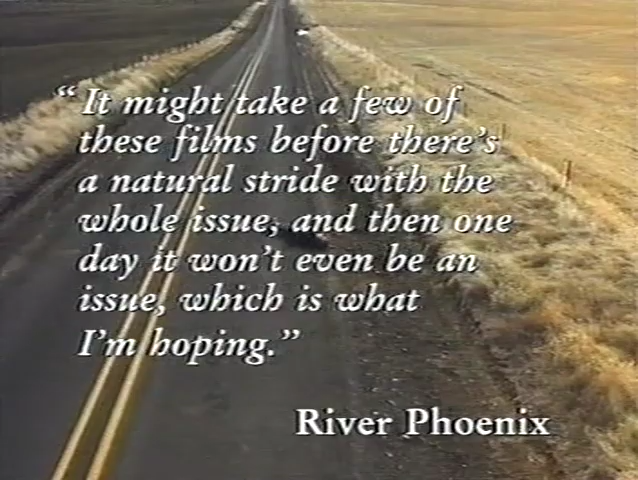 “It might take a few of
these films before there’s
a natural stride with the
whole issue, and then one
day it won’t even be an
issue, which is what
I’m hoping.”
River Phoenix